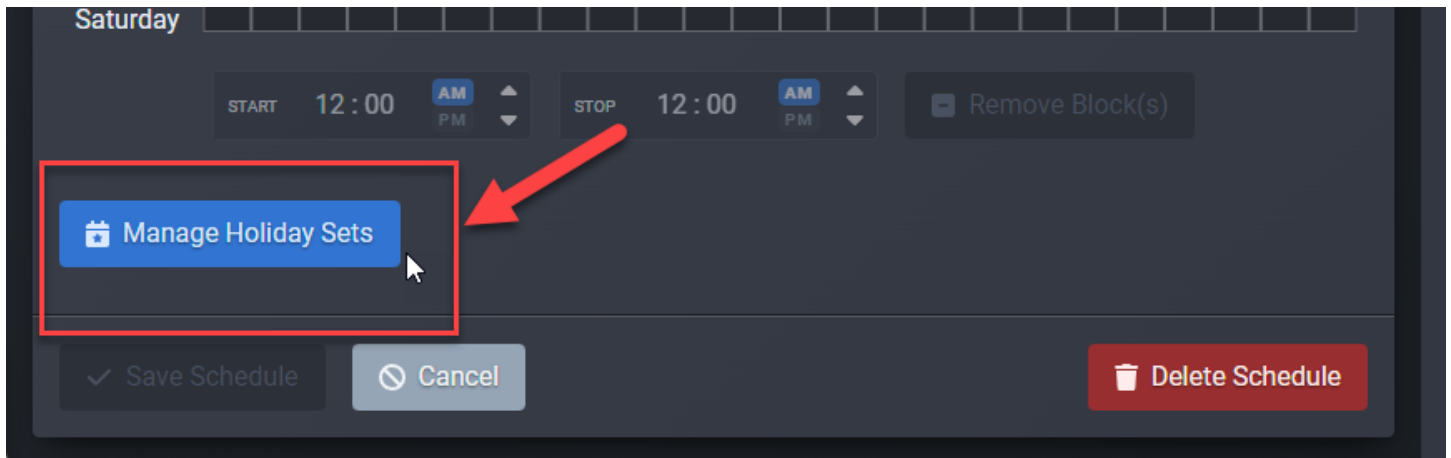 Saturday
START 12 : 00 AM PM STOP 12 : 00 AM PM Remove Block(s)
Manage Holiday Sets
Save Schedule Cancel Delete Schedule